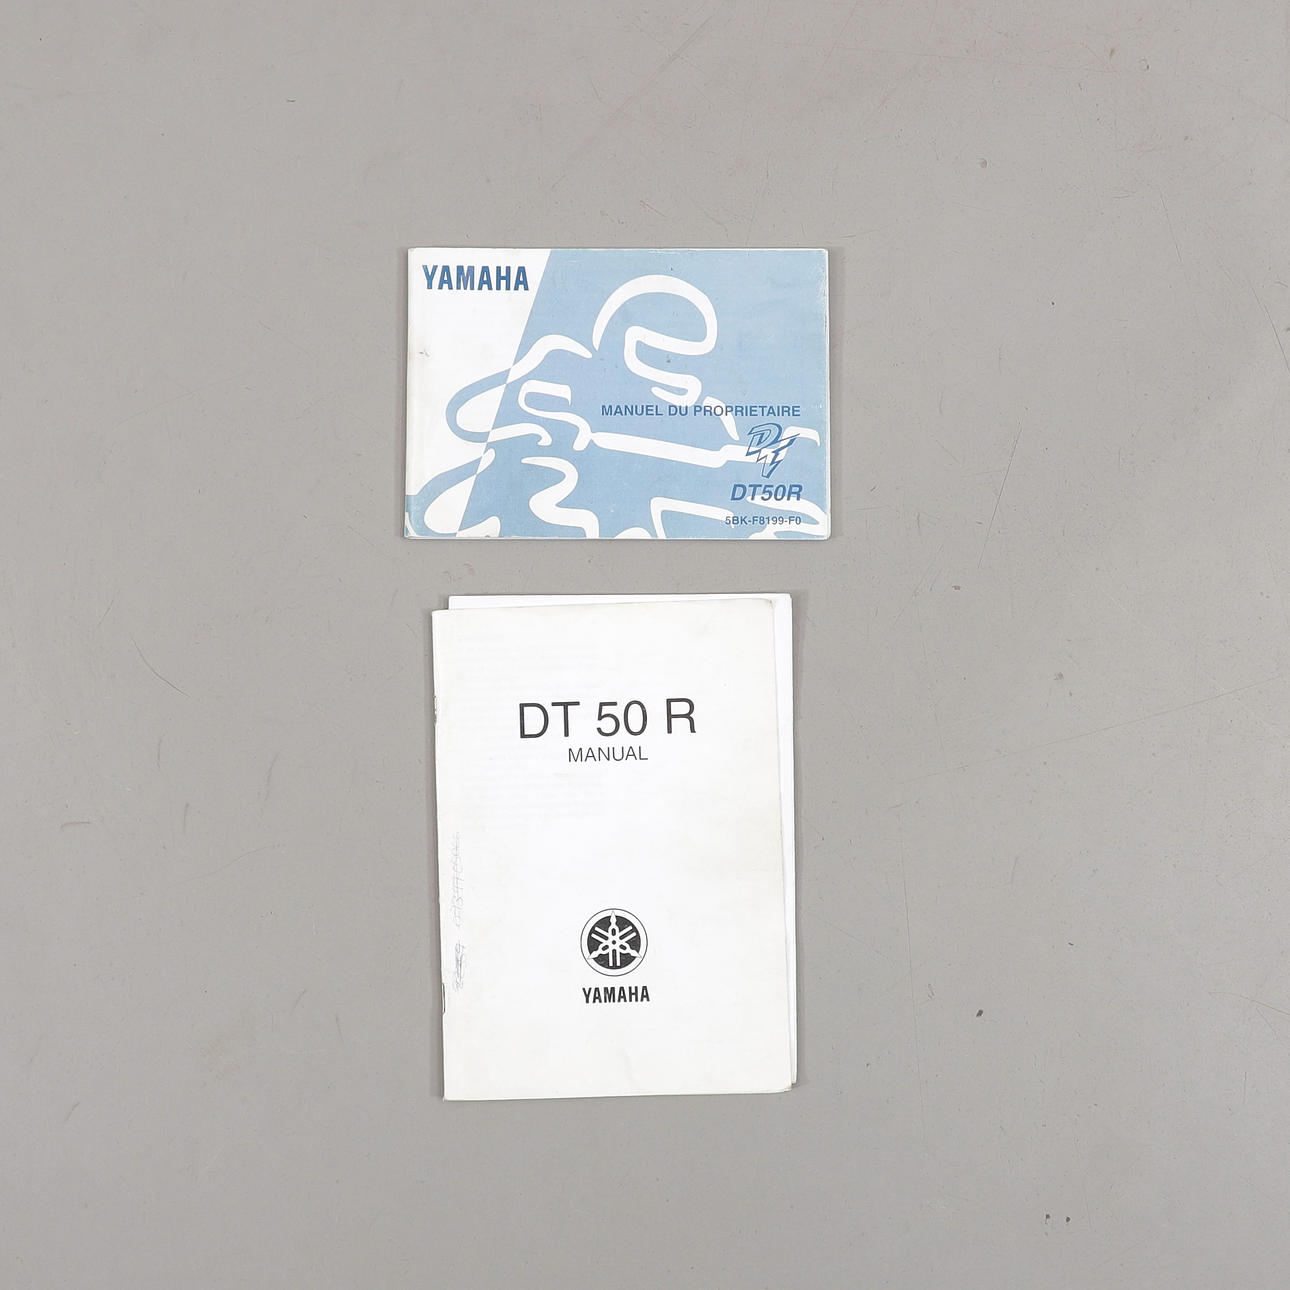 YAMAHA
MANUEL DU PROPRIETAIRE
DT
DT50R
5BK-F8199-F0
DT 50 R
MANUAL
YAMAHA